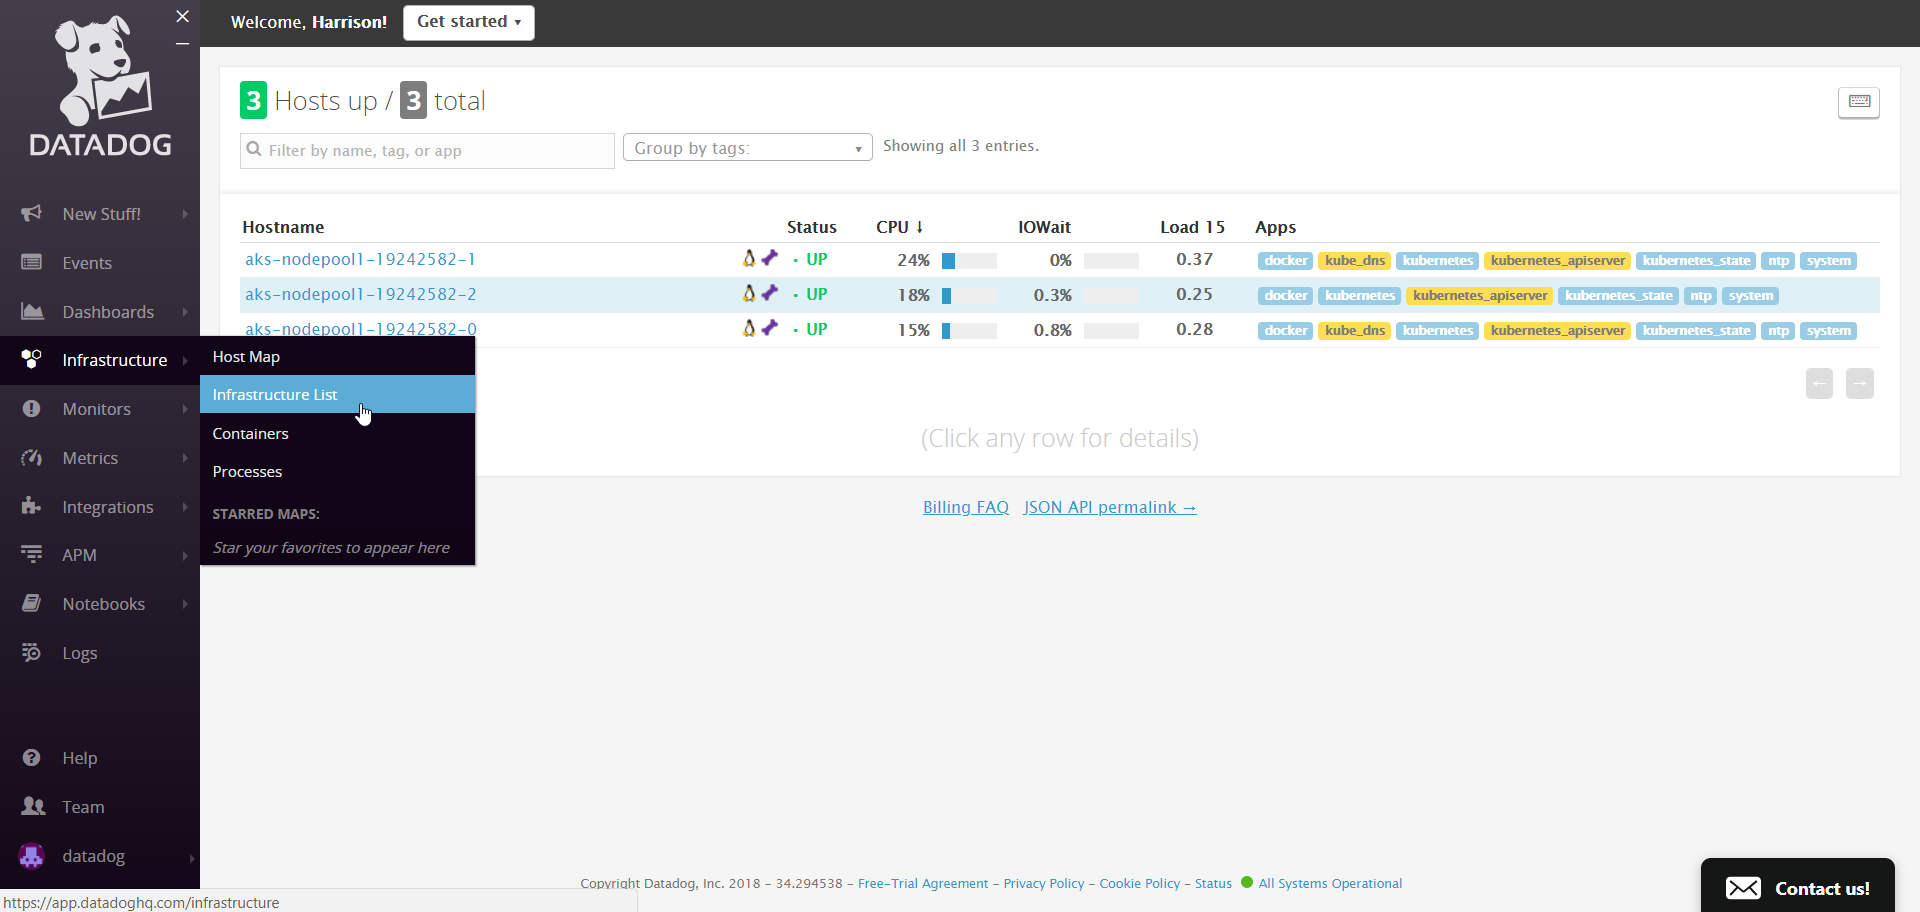 Welcome, Harrison! Get started
DATADOG
New Stuff!
Events
Dashboards
Infrastructure
Monitors
Metrics
Integrations
APM
Notebooks
Logs
Help
Team
datadog
Host Map
Infrastructure List
Containers
Processes
STARRED MAPS:
Star your favorites to appear here
3 Hosts up / 3 total
Filter by name, tag, or app
Group by tags:
Showing all 3 entries.
Hostname Status CPU ↓ IOWait Load 15 Apps
aks-nodepool1-19242582-1 UP 24% 0% 0.37 docker kube_dns kubernetes kubernetes_apiserver kubernetes_state ntp system
aks-nodepool1-19242582-2 UP 18% 0.3% 0.25 docker kubernetes kubernetes_apiserver kubernetes_state ntp system
aks-nodepool1-19242582-0 UP 15% 0.8% 0.28 docker kube_dns kubernetes kubernetes_apiserver kubernetes_state ntp system
← →
(Click any row for details)
Billing FAQ JSON API permalink →
Copyright Datadog, Inc. 2018 - 34.294538 - Free-Trial Agreement - Privacy Policy - Cookie Policy - Status All Systems Operational
Contact us!
https://app.datadoghq.com/infrastructure